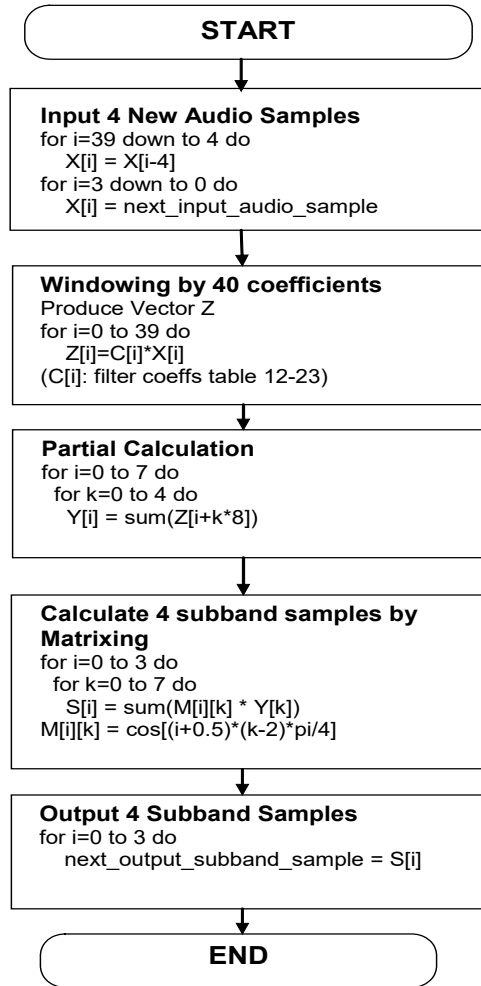 START
Input 4 New Audio Samples
for i=39 down to 4 do
X[i] = X[i-4]
for i=3 down to 0 do
X[i] = next_input_audio_sample
Windowing by 40 coefficients
Produce Vector Z
for i=0 to 39 do
Z[i]=C[i]*X[i]
(C[i]: filter coeffs table 12-23)
Partial Calculation
for i=0 to 7 do
for k=0 to 4 do
Y[i] = sum(Z[i+k*8])
Calculate 4 subband samples by
Matrixing
for i=0 to 3 do
for k=0 to 7 do
S[i] = sum(M[i][k] * Y[k])
M[i][k] = cos[(i+0.5)*(k-2)*pi/4]
Output 4 Subband Samples
for i=0 to 3 do
next_output_subband_sample = S[i]
END